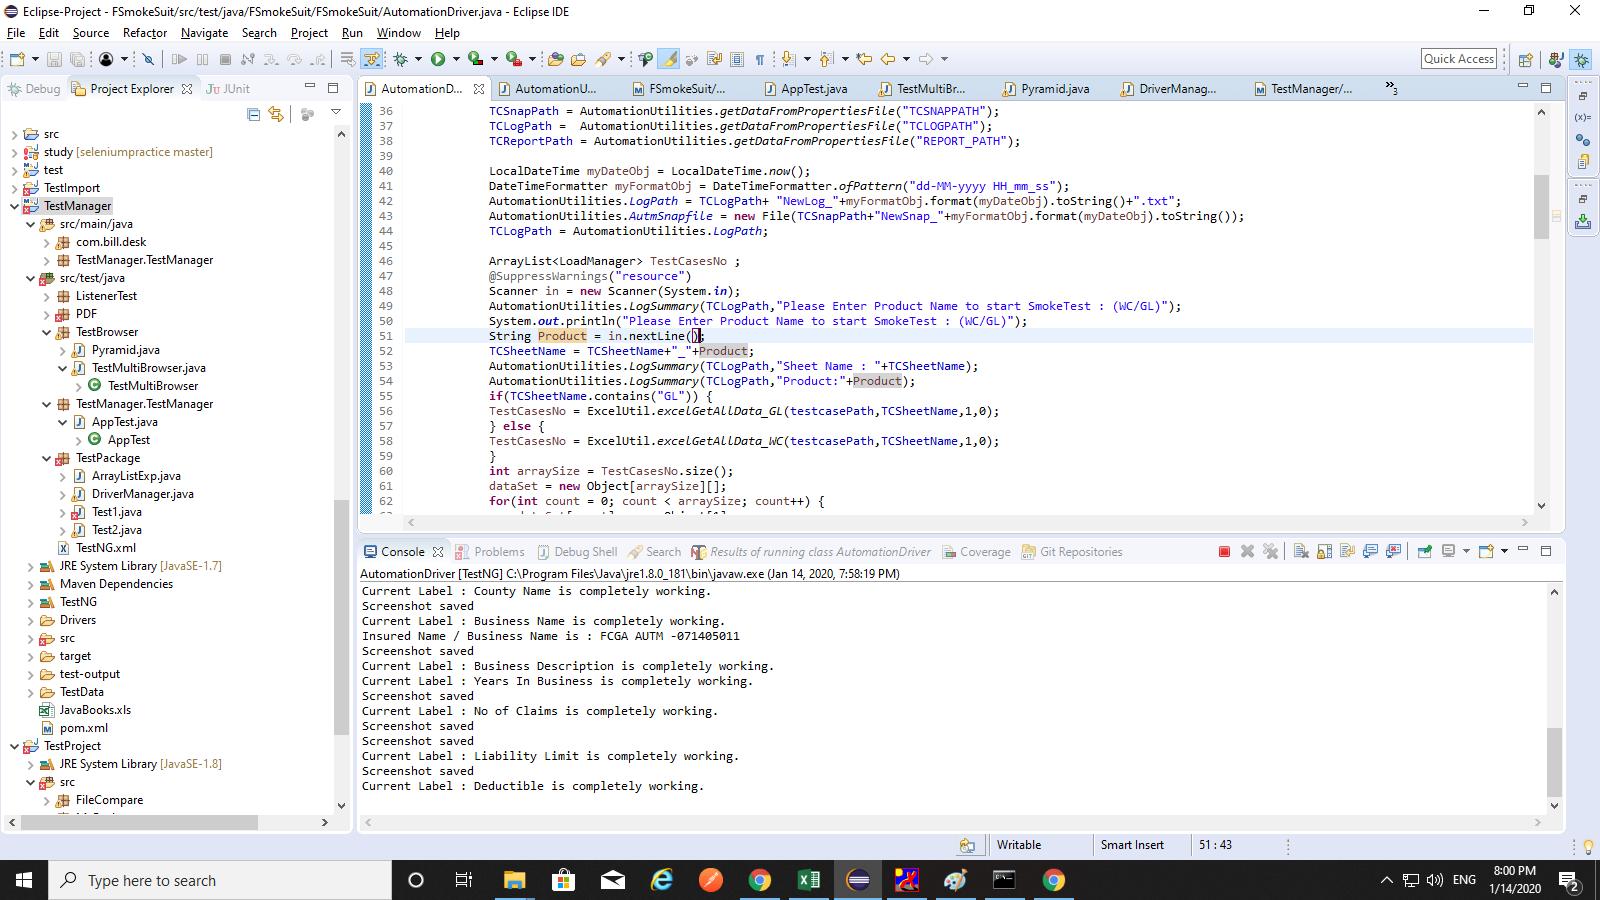 Eclipse-Project - FSmokeSuit/src/test/java/FSmokeSuit/FSmokeSuit/AutomationDriver.java - Eclipse IDE
File Edit Source Refactor Navigate Search Project Run Window Help
Quick Access
Debug Project Explorer JUnit
AutomationD... AutomationU... FSmokeSuit/... AppTest.java TestMultiBr... Pyramid.java DriverManag... TestManager/... »3
src
study [seleniumpractice master]
test
TestImport
TestManager
src/main/java
com.bill.desk
TestManager.TestManager
src/test/java
ListenerTest
PDF
TestBrowser
Pyramid.java
TestMultiBrowser.java
TestMultiBrowser
TestManager.TestManager
AppTest.java
AppTest
TestPackage
ArrayListExp.java
DriverManager.java
Test1.java
Test2.java
TestNG.xml
JRE System Library [JavaSE-1.7]
Maven Dependencies
TestNG
Drivers
src
target
test-output
TestData
JavaBooks.xls
pom.xml
TestProject
JRE System Library [JavaSE-1.8]
src
FileCompare
36 TCSnapPath = AutomationUtilities.getDataFromPropertiesFile("TCSNAPPATH");
37 TCLogPath =  AutomationUtilities.getDataFromPropertiesFile("TCLOGPATH");
38 TCReportPath = AutomationUtilities.getDataFromPropertiesFile("REPORT_PATH");
39
40 LocalDateTime myDateObj = LocalDateTime.now();
41 DateTimeFormatter myFormatObj = DateTimeFormatter.ofPattern("dd-MM-yyyy HH_mm_ss");
42 AutomationUtilities.LogPath = TCLogPath+ "NewLog_"+myFormatObj.format(myDateObj).toString()+".txt";
43 AutomationUtilities.AutmSnapfile = new File(TCSnapPath+"NewSnap_"+myFormatObj.format(myDateObj).toString());
44 TCLogPath = AutomationUtilities.LogPath;
45
46 ArrayList<LoadManager> TestCasesNo ;
47 @SuppressWarnings("resource")
48 Scanner in = new Scanner(System.in);
49 AutomationUtilities.LogSummary(TCLogPath,"Please Enter Product Name to start SmokeTest : (WC/GL)");
50 System.out.println("Please Enter Product Name to start SmokeTest : (WC/GL)");
51 String Product = in.nextLine();
52 TCSheetName = TCSheetName+"_"+Product;
53 AutomationUtilities.LogSummary(TCLogPath,"Sheet Name : "+TCSheetName);
54 AutomationUtilities.LogSummary(TCLogPath,"Product:"+Product);
55 if(TCSheetName.contains("GL")) {
56 TestCasesNo = ExcelUtil.excelGetAllData_GL(testcasePath,TCSheetName,1,0);
57 } else {
58 TestCasesNo = ExcelUtil.excelGetAllData_WC(testcasePath,TCSheetName,1,0);
59 }
60 int arraySize = TestCasesNo.size();
61 dataSet = new Object[arraySize][];
62 for(int count = 0; count < arraySize; count++) {
Console Problems Debug Shell Search Results of running class AutomationDriver Coverage Git Repositories
AutomationDriver [TestNG] C:\Program Files\Java\jre1.8.0_181\bin\javaw.exe (Jan 14, 2020, 7:58:19 PM)
Current Label : County Name is completely working.
Screenshot saved
Current Label : Business Name is completely working.
Insured Name / Business Name is : FCGA AUTM -071405011
Screenshot saved
Current Label : Business Description is completely working.
Current Label : Years In Business is completely working.
Screenshot saved
Current Label : No of Claims is completely working.
Screenshot saved
Screenshot saved
Current Label : Liability Limit is completely working.
Screenshot saved
Current Label : Deductible is completely working.
Writable Smart Insert 51 : 43
Type here to search
ENG
8:00 PM
1/14/2020
2